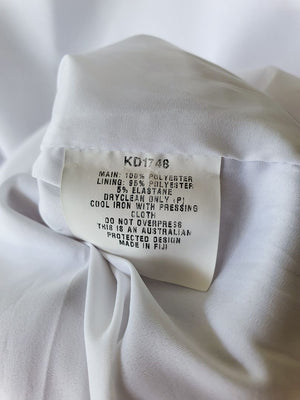 KD1746
MAIN: 100% POLYESTER
LINING: 95% POLYESTER
5% ELASTANE
DRYCLEAN ONLY (P)
COOL IRON WITH PRESSING
CLOTH
DO NOT OVERPRESS
THIS IS AN AUSTRALIAN
PROTECTED DESIGN
MADE IN FIJI